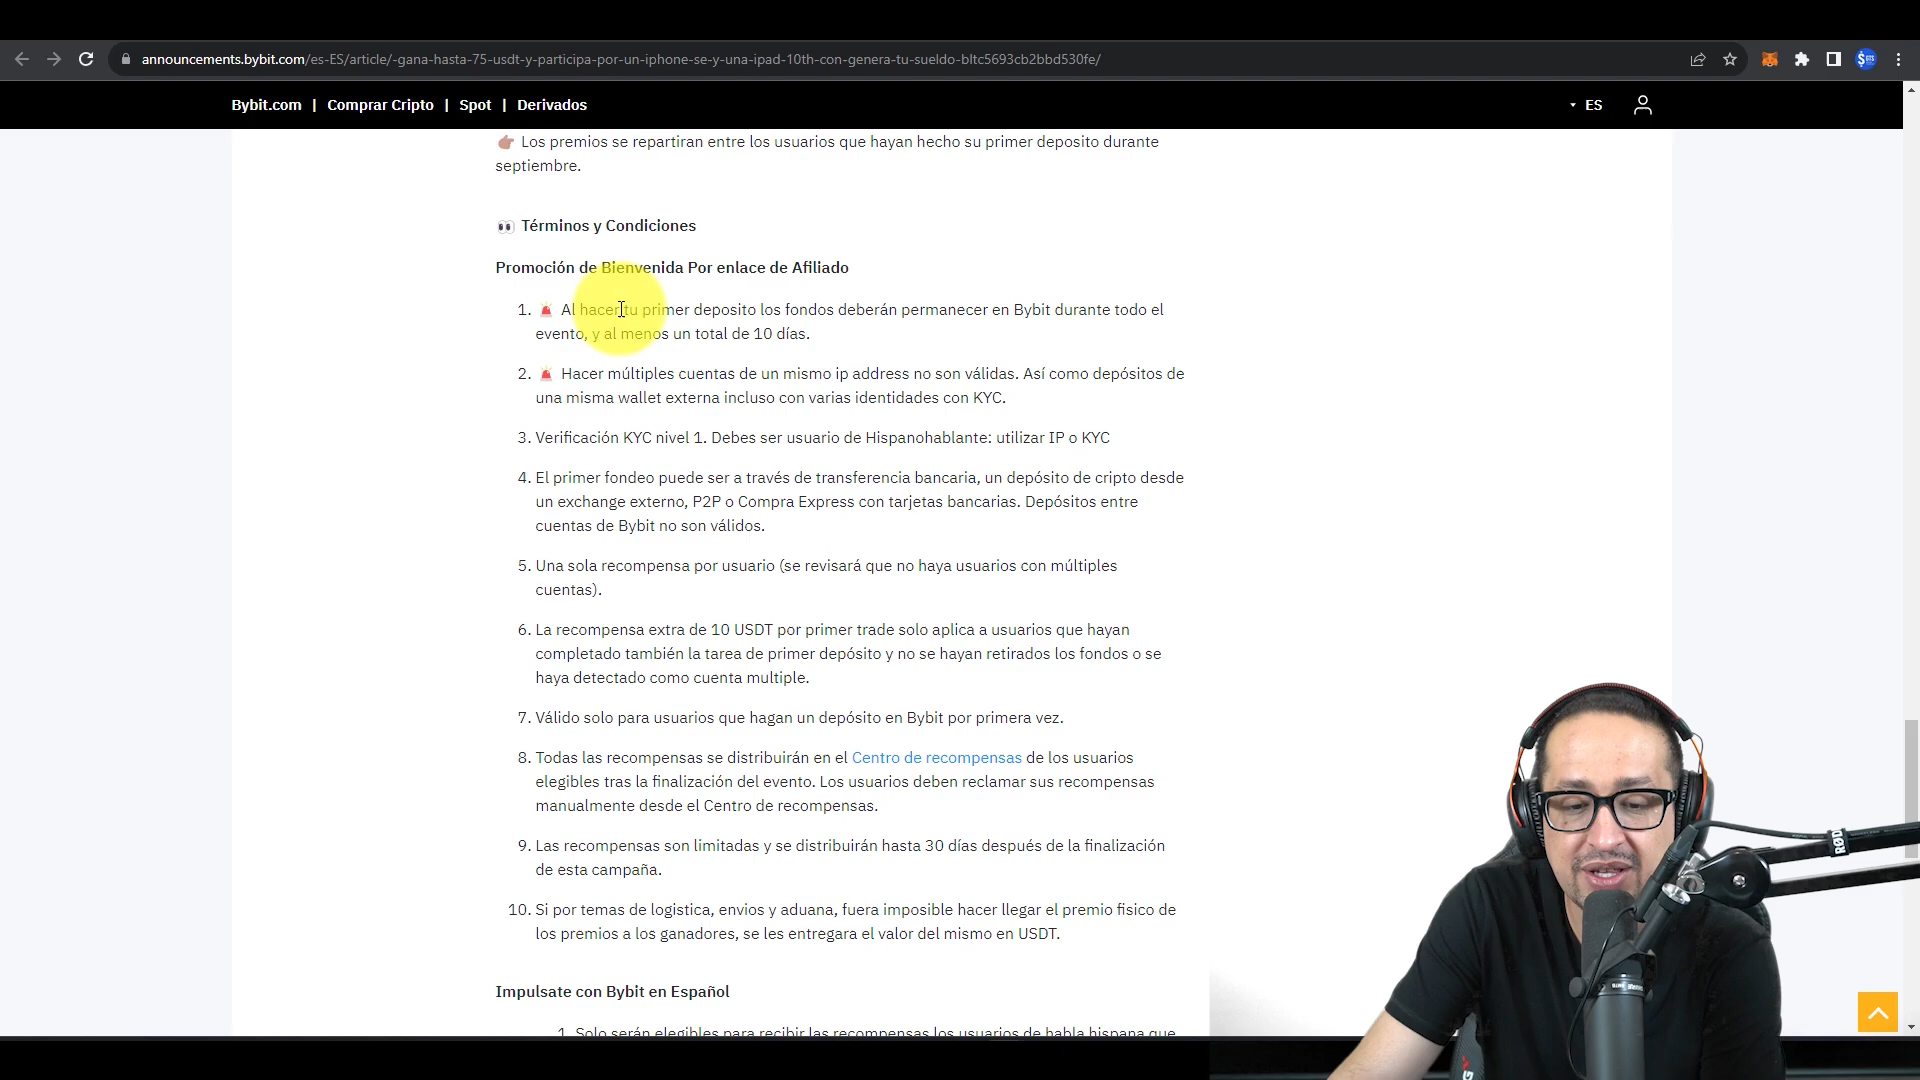 announcements.bybit.com/es-ES/article/-gana-hasta-75-usdt-y-participa-por-un-iphone-se-y-una-ipad-10th-con-genera-tu-sueldo-bltc5693cb2bbd530fe/
Bybit.com | Comprar Cripto | Spot | Derivados
ES
Los premios se repartiran entre los usuarios que hayan hecho su primer deposito durante
septiembre.
Términos y Condiciones
Promoción de Bienvenida Por enlace de Afiliado
1. Al hacer tu primer deposito los fondos deberán permanecer en Bybit durante todo el
evento, y al menos un total de 10 días.
2. Hacer múltiples cuentas de un mismo ip address no son válidas. Así como depósitos de
una misma wallet externa incluso con varias identidades con KYC.
3. Verificación KYC nivel 1. Debes ser usuario de Hispanohablante: utilizar IP o KYC
4. El primer fondeo puede ser a través de transferencia bancaria, un depósito de cripto desde
un exchange externo, P2P o Compra Express con tarjetas bancarias. Depósitos entre
cuentas de Bybit no son válidos.
5. Una sola recompensa por usuario (se revisará que no haya usuarios con múltiples
cuentas).
6. La recompensa extra de 10 USDT por primer trade solo aplica a usuarios que hayan
completado también la tarea de primer depósito y no se hayan retirados los fondos o se
haya detectado como cuenta multiple.
7. Válido solo para usuarios que hagan un depósito en Bybit por primera vez.
8. Todas las recompensas se distribuirán en el Centro de recompensas de los usuarios
elegibles tras la finalización del evento. Los usuarios deben reclamar sus recompensas
manualmente desde el Centro de recompensas.
9. Las recompensas son limitadas y se distribuirán hasta 30 días después de la finalización
de esta campaña.
10. Si por temas de logistica, envios y aduana, fuera imposible hacer llegar el premio fisico de
los premios a los ganadores, se les entregara el valor del mismo en USDT.
RØDE
Impulsate con Bybit en Español
1. Solo serán elegibles para recibir las recompensas los usuarios de habla hispana que